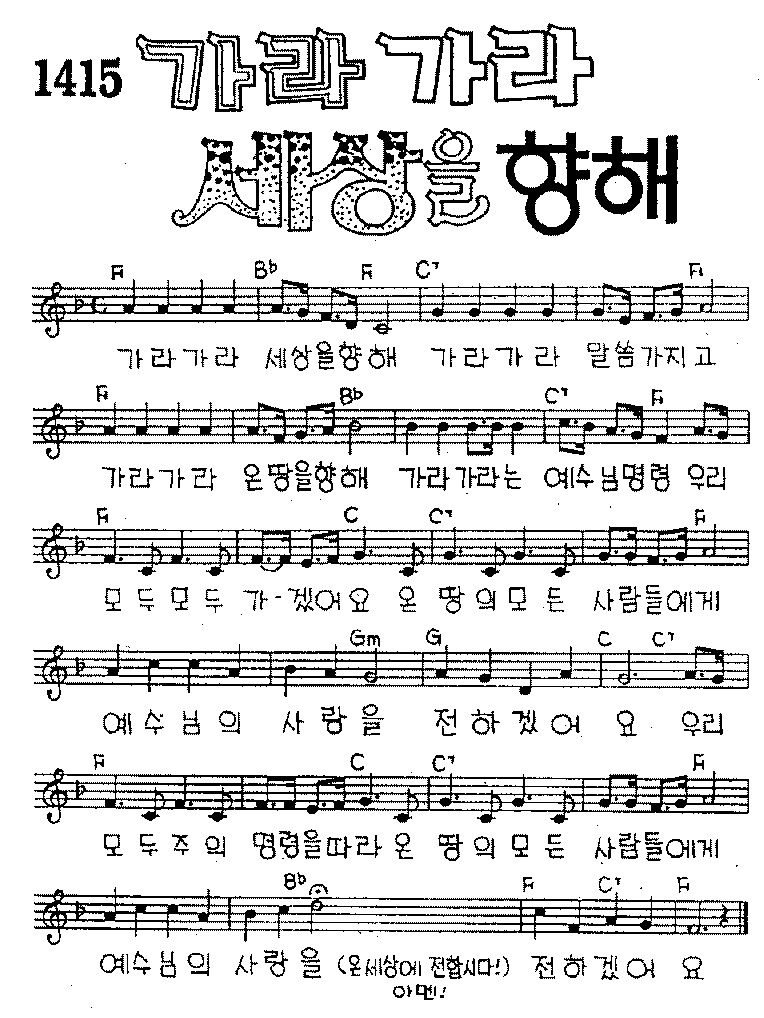 1415 가라 가라
세상을 향해
F B♭ F C7 F
가라가라 세상을향해 가라가라 말씀가지고
F B♭ C7 F
가라가라 온땅을향해 가라가라는 예수님명령 우리
F C C7 F
모두모두 가-겠어요 온 땅의모든 사람들에게
Gm G C C7
예수님의 사랑을 전하겠어요 우리
F C C7 F
모두주의 명령을따라온 땅의모든 사람들에게
B♭ F C7 F
예수님의 사랑을 (온세상에 전합시다!) 전하겠어요
아멘!